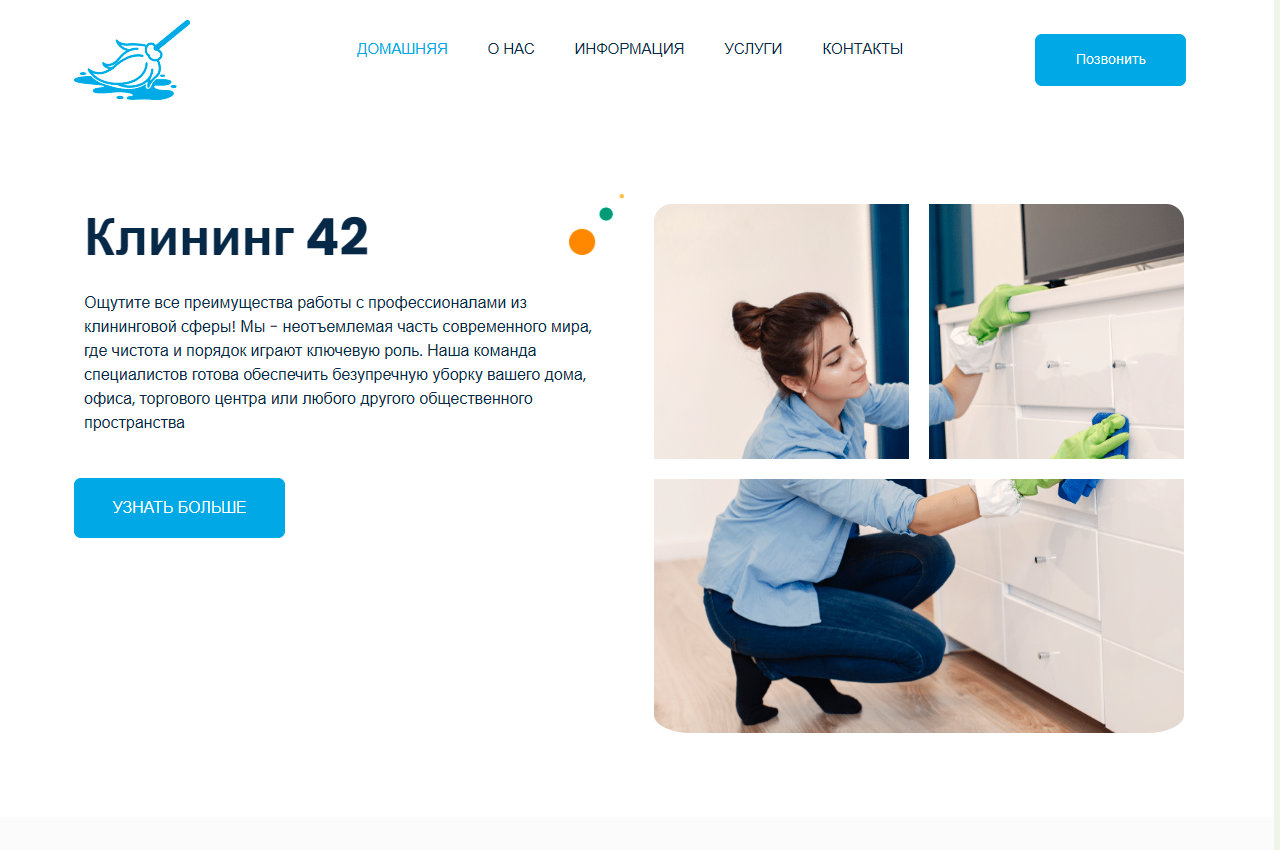 ДОМАШНЯЯ О НАС ИНФОРМАЦИЯ УСЛУГИ КОНТАКТЫ Позвонить
Клининг 42
Ощутите все преимущества работы с профессионалами из
клининговой сферы! Мы – неотъемлемая часть современного мира,
где чистота и порядок играют ключевую роль. Наша команда
специалистов готова обеспечить безупречную уборку вашего дома,
офиса, торгового центра или любого другого общественного
пространства
УЗНАТЬ БОЛЬШЕ